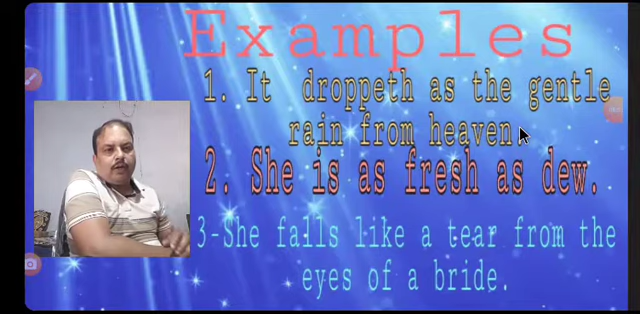 Examples
1. It droppeth as the gentle
rain from heaven.
2. She is as fresh as dew.
3-She falls like a tear from the
eyes of a bride.